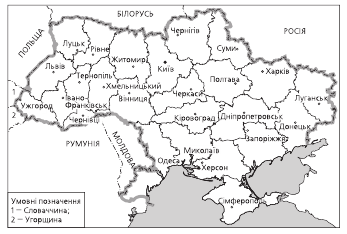 БІЛОРУСЬ
ПОЛЬЩА
РОСІЯ
Чернігів
Луцьк
Рівне
Суми
Житомир
Київ
Львів
Харків
Тернопіль
Полтава
Хмельницький
Черкаси
Луганськ
1
Івано-
Франківськ
Вінниця
2
Ужгород
Чернівці
Кіровоград
Дніпропетровськ
Донецьк
РУМУНІЯ
МОЛДОВА
Запоріжжя
Миколаїв
Одеса
Херсон
Сімферополь
Умовні позначення
1 — Словаччина;
2 — Угорщина